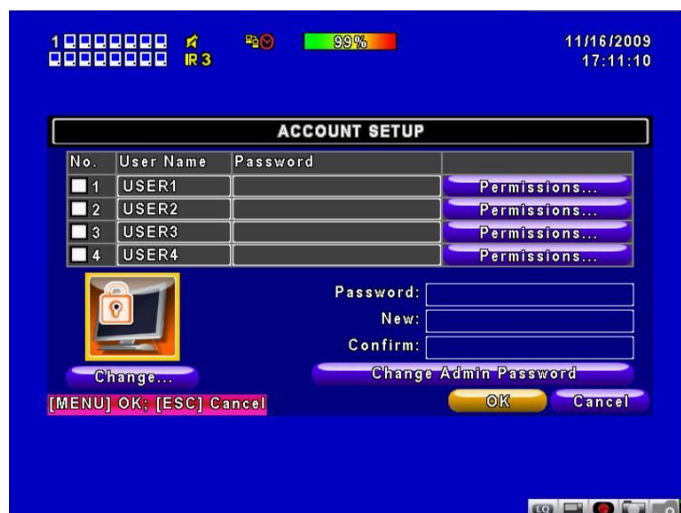 1 99% 11/16/2009
IR 3 17:11:10
ACCOUNT SETUP
No. User Name Password
1 USER1 Permissions...
2 USER2 Permissions...
3 USER3 Permissions...
4 USER4 Permissions...
Password:
New:
Confirm:
Change... Change Admin Password
[MENU] OK; [ESC] Cancel OK Cancel
LQ